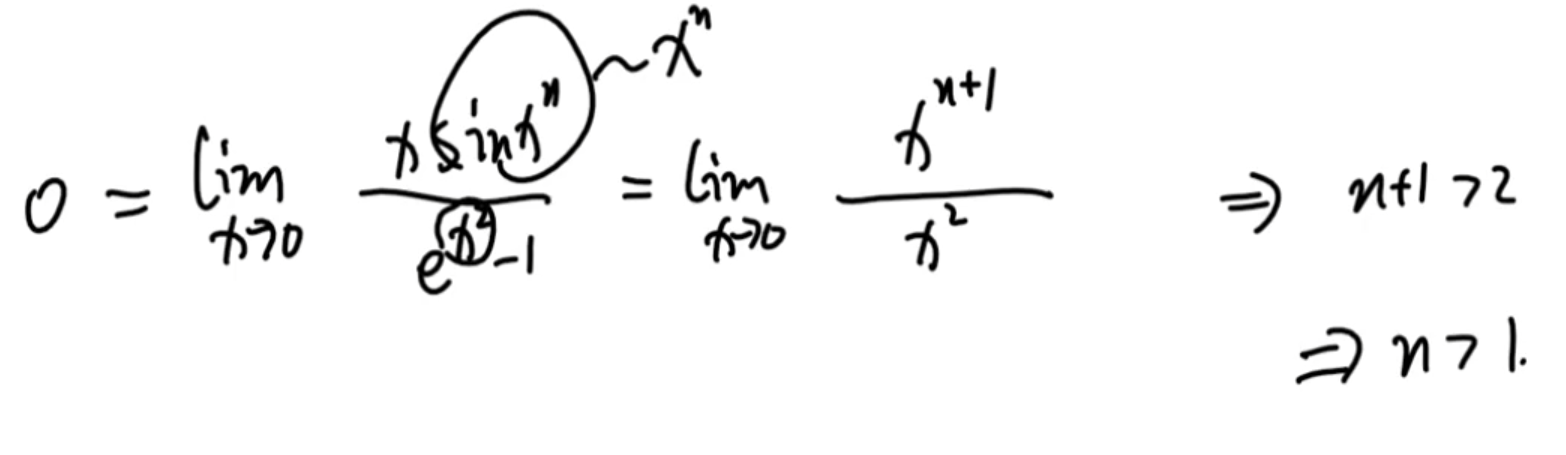 0 = lim_{x→0} (x sin x^n) / (e^{x^2} - 1) = lim_{x→0} x^{n+1} / x^2 ⇒ n+1 > 2
~ x^n
⇒ n > 1.